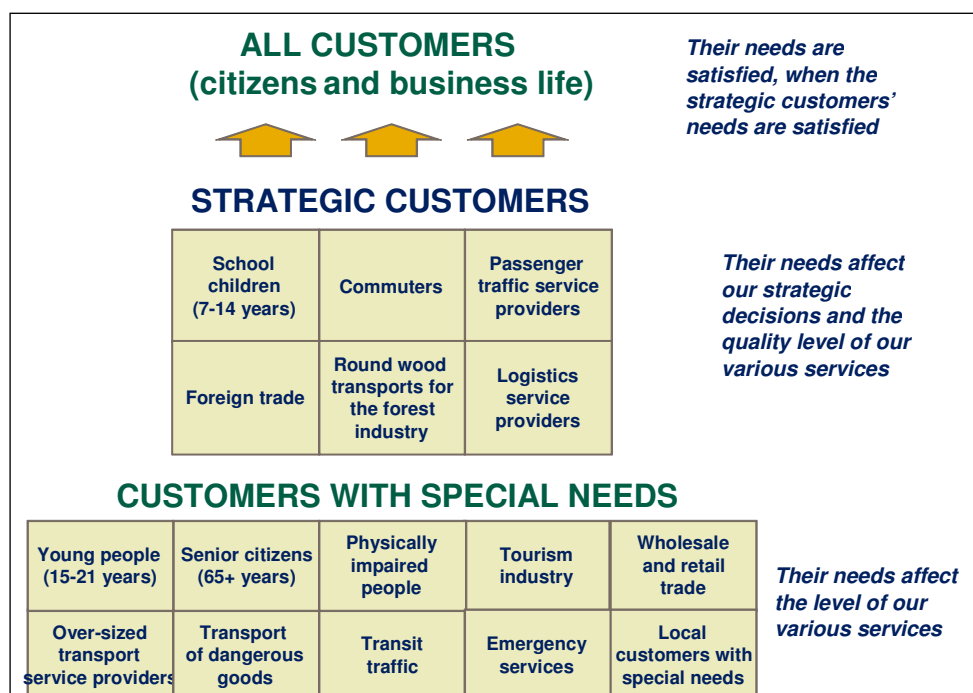 ALL CUSTOMERS
(citizens and business life)
Their needs are
satisfied, when the
strategic customers’
needs are satisfied
STRATEGIC CUSTOMERS
School
children
(7-14 years)
Commuters
Passenger
traffic service
providers
Foreign trade
Round wood
transports for
the forest
industry
Logistics
service
providers
Their needs affect
our strategic
decisions and the
quality level of our
various services
CUSTOMERS WITH SPECIAL NEEDS
Young people
(15-21 years)
Senior citizens
(65+ years)
Physically
impaired
people
Tourism
industry
Wholesale
and retail
trade
Over-sized
transport
service providers
Transport
of dangerous
goods
Transit
traffic
Emergency
services
Local
customers with
special needs
Their needs affect
the level of our
various services